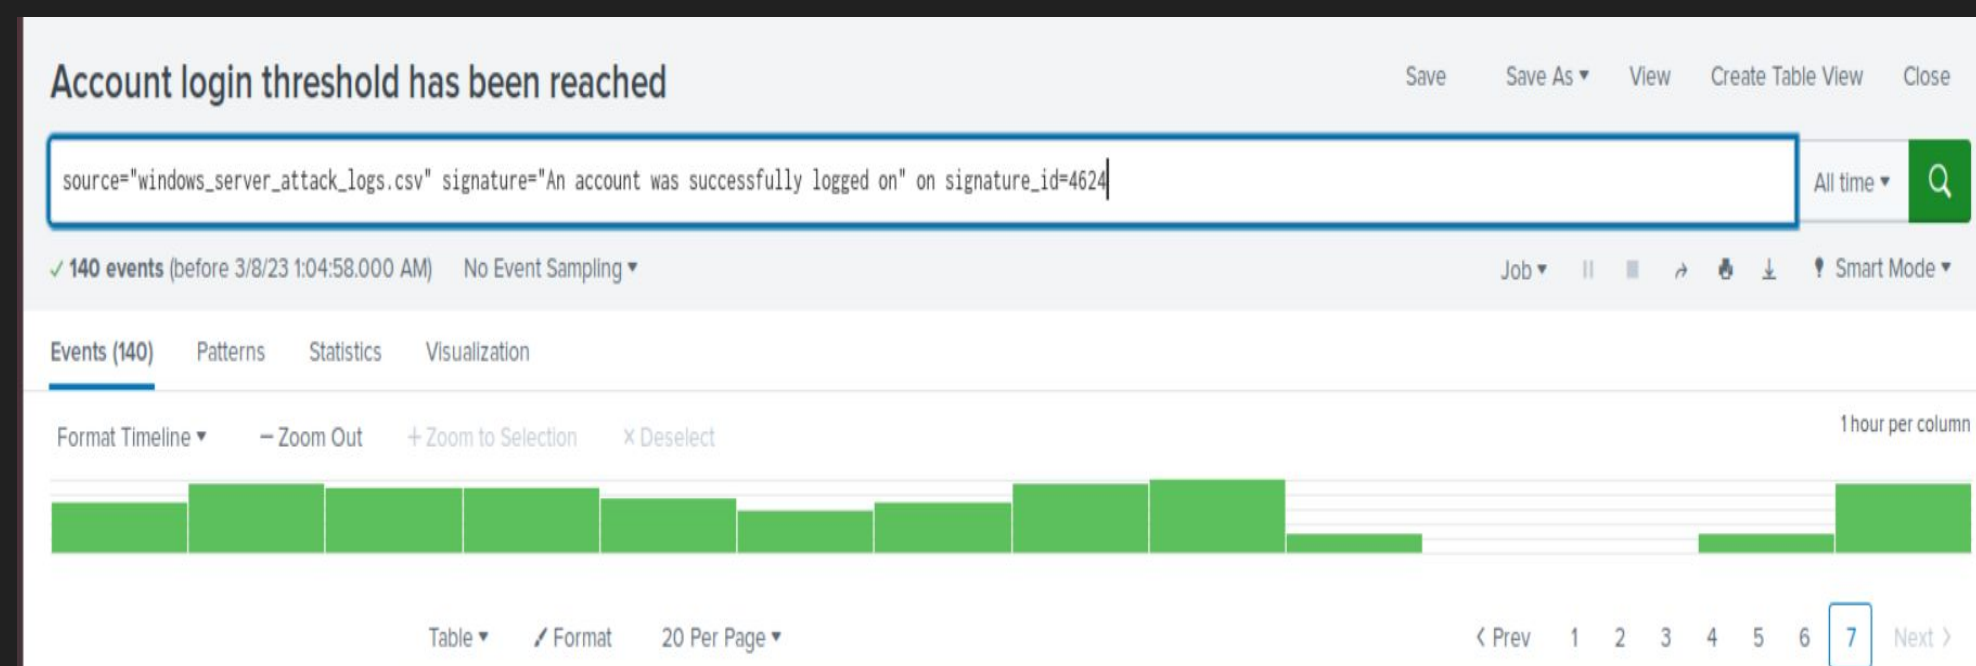 Account login threshold has been reached
Save Save As ▾ View Create Table View Close
source="windows_server_attack_logs.csv" signature="An account was successfully logged on" on signature_id=4624
All time ▾
✓ 140 events (before 3/8/23 1:04:58.000 AM) No Event Sampling ▾
Job ▾ Smart Mode ▾
Events (140) Patterns Statistics Visualization
Format Timeline ▾ – Zoom Out + Zoom to Selection × Deselect
1 hour per column
Table ▾ Format 20 Per Page ▾
< Prev 1 2 3 4 5 6 7 Next >